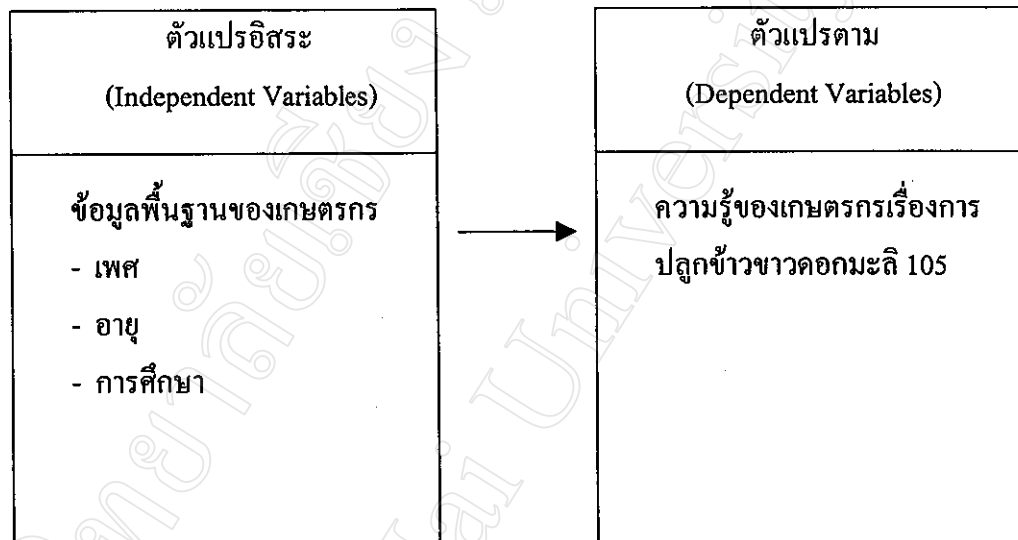 ตัวแปรอิสระ
(Independent Variables)
ข้อมูลพื้นฐานของเกษตรกร
- เพศ
- อายุ
- การศึกษา
ตัวแปรตาม
(Dependent Variables)
ความรู้ของเกษตรกรเรื่องการ
ปลูกข้าวขาวดอกมะลิ 105